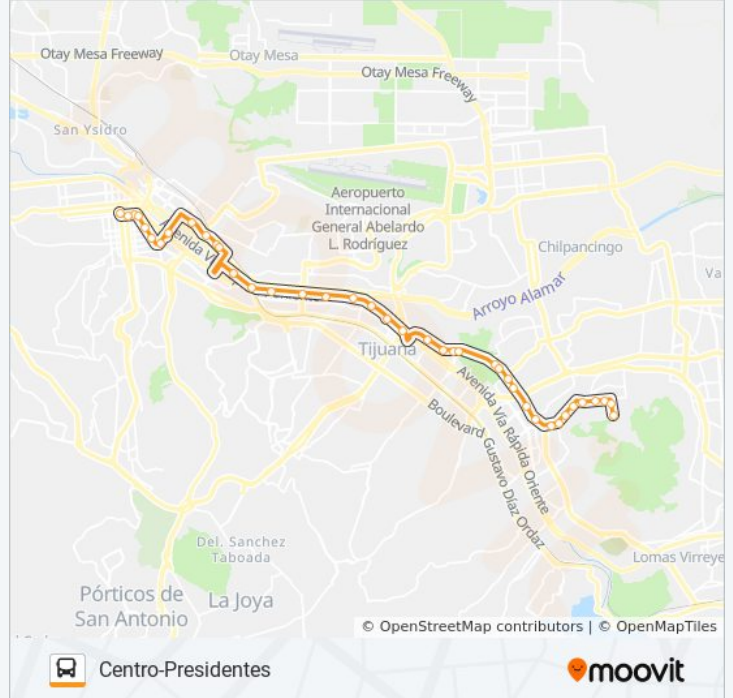 Otay Mesa Freeway
Otay Mesa
Otay Mesa Freeway
San Ysidro
Aeropuerto
Internacional
General Abelardo
L. Rodríguez
Chilpancingo
Va
Avenida Ví
Arroyo Alamar
Tijuana
Avenida Vía Rápida Oriente
Boulevard Gustavo Díaz Ordaz
Del. Sanchez
Taboada
Lomas Virreye
Pórticos de
San Antonio
La Joya
© OpenStreetMap contributors | © OpenMapTiles
Centro-Presidentes
moovit